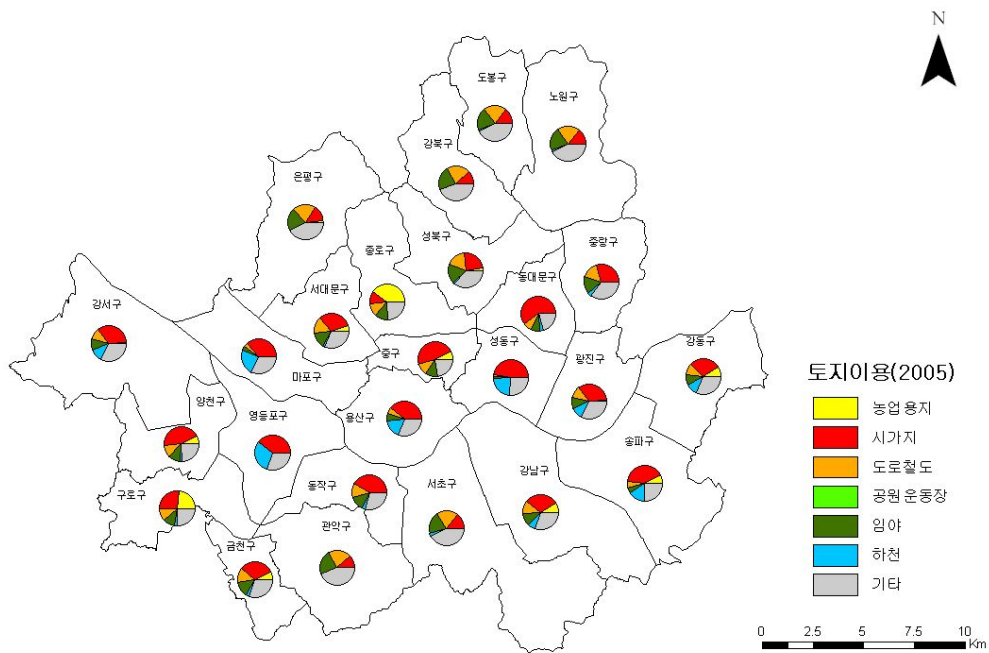 N
도봉구
노원구
강북구
은평구
성북구
종로구
중랑구
동대문구
서대문구
강서구
중구
성동구
강동구
광진구
마포구
양천구
영등포구
용산구
송파구
동작구
서초구
강남구
구로구
관악구
금천구
토지이용(2005)
농업용지
시가지
도로철도
공원운동장
임야
하천
기타
0 2.5 5 7.5 10
Km